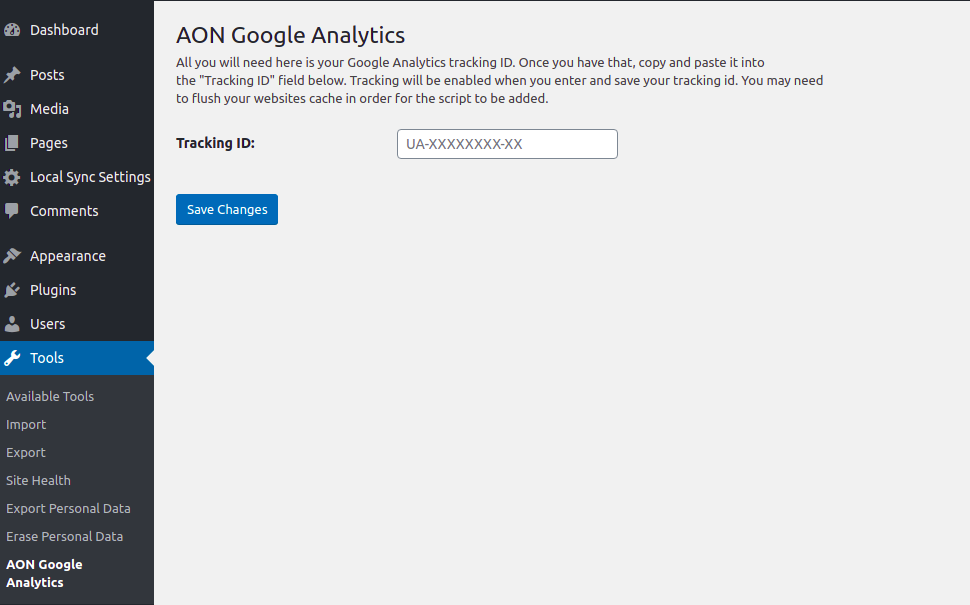 Dashboard
Posts
Media
Pages
Local Sync Settings
Comments
Appearance
Plugins
Users
Tools
Available Tools
Import
Export
Site Health
Export Personal Data
Erase Personal Data
AON Google
Analytics
AON Google Analytics
All you will need here is your Google Analytics tracking ID. Once you have that, copy and paste it into
the "Tracking ID" field below. Tracking will be enabled when you enter and save your tracking id. You may need
to flush your websites cache in order for the script to be added.
Tracking ID:
UA-XXXXXXXX-XX
Save Changes